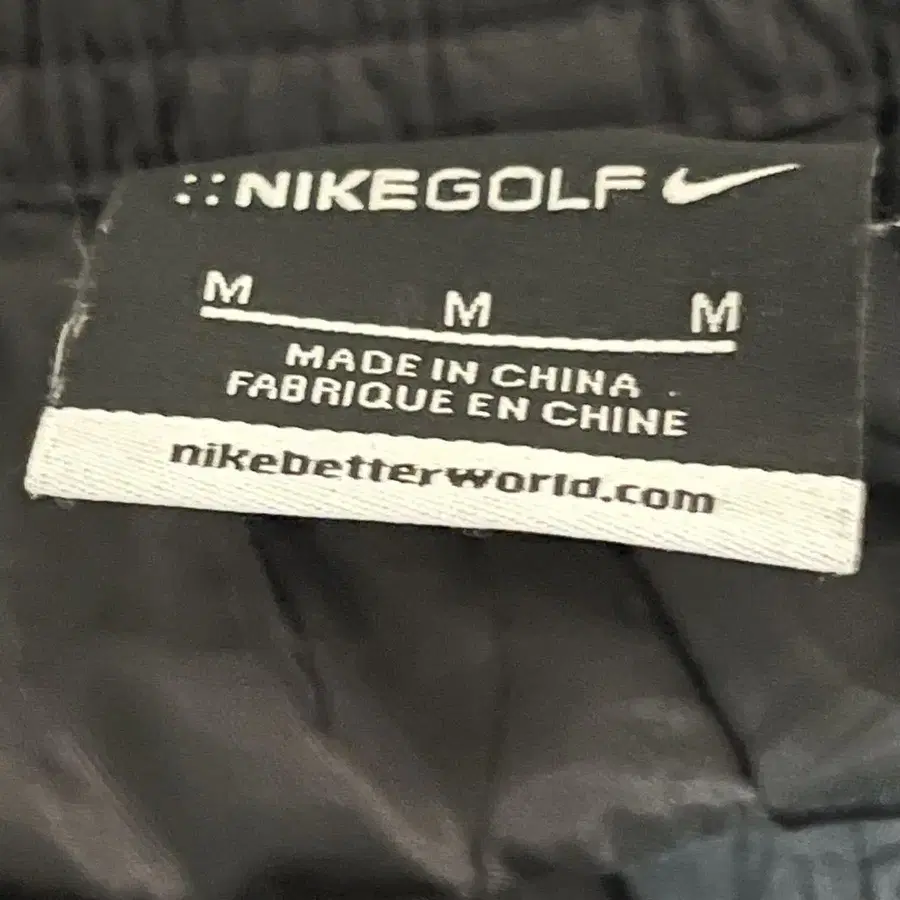 ::NIKEGOLF
M M M
MADE IN CHINA
FABRIQUE EN CHINE
nikebetterworld.com